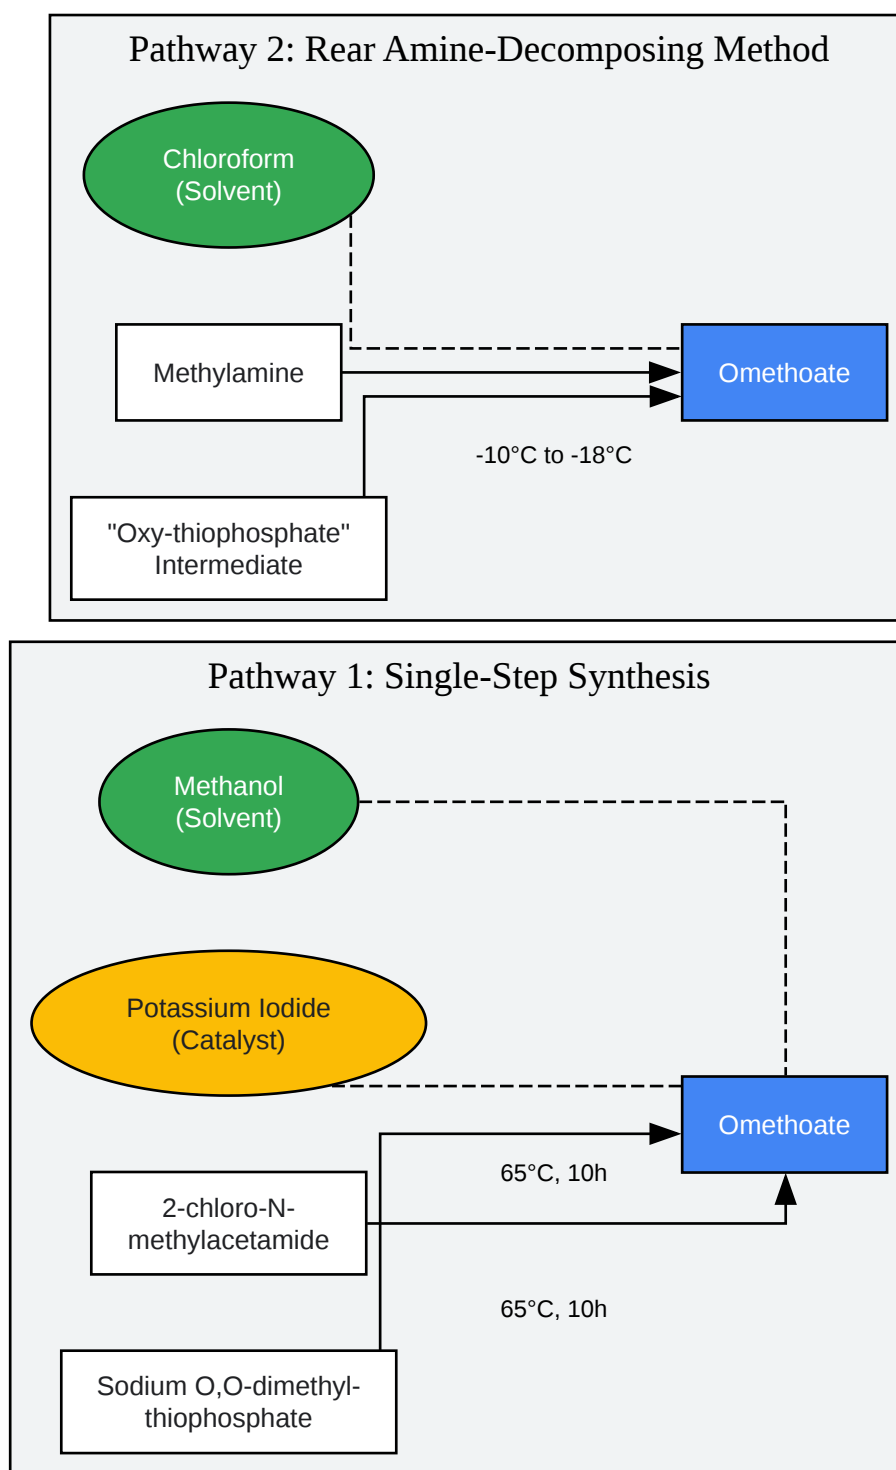 Pathway 2: Rear Amine-Decomposing Method
Chloroform
(Solvent)
Methylamine
Omethoate
-10°C to -18°C
"Oxy-thiophosphate"
Intermediate
Pathway 1: Single-Step Synthesis
Methanol
(Solvent)
Potassium Iodide
(Catalyst)
Omethoate
65°C, 10h
2-chloro-N-
methylacetamide
65°C, 10h
Sodium O,O-dimethyl-
thiophosphate